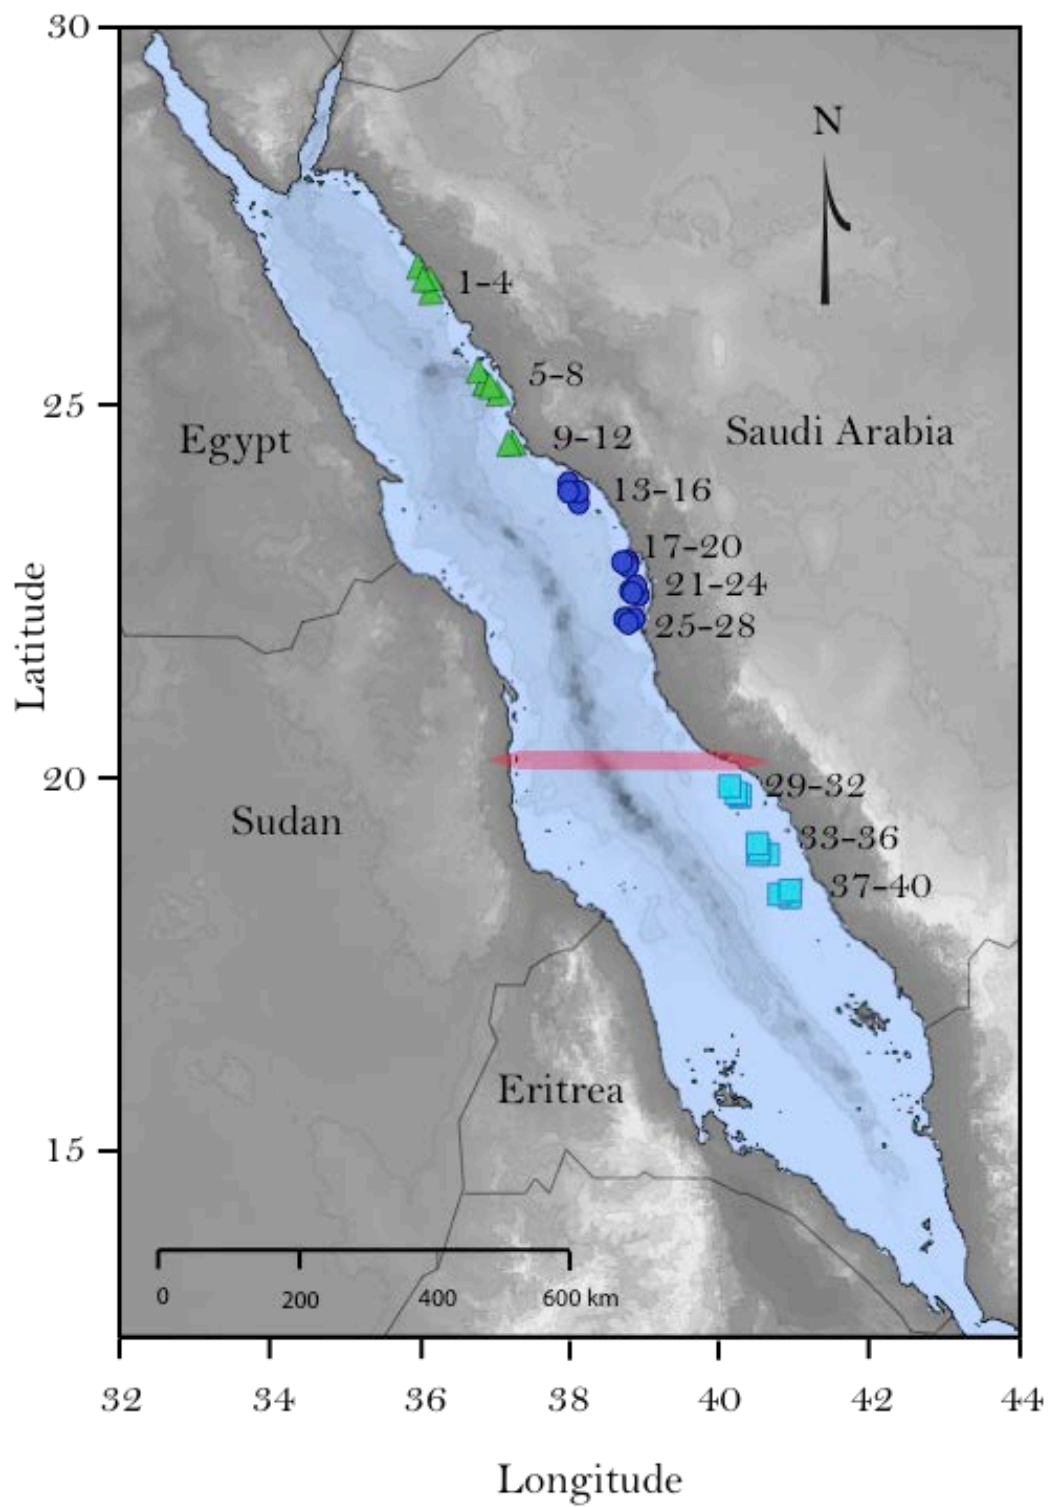 30
N
1-4
5-8
25
Egypt
Saudi Arabia
9-12
13-16
17-20
21-24
25-28
Latitude
20
29-32
Sudan
33-36
37-40
Eritrea
15
0 200 400 600 km
32 34 36 38 40 42 44
Longitude